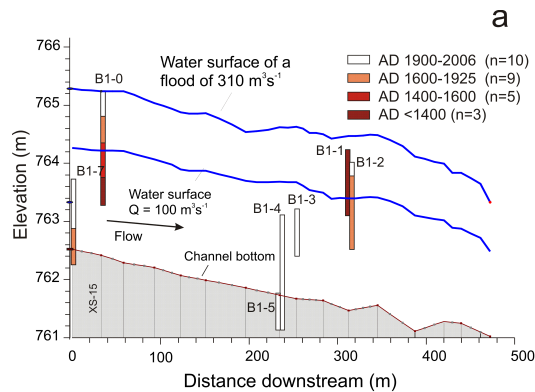 a
766
765
764
763
762
761
Elevation (m)
Water surface of a
flood of 310 m³s⁻¹
AD 1900-2006 (n=10)
AD 1600-1925 (n=9)
AD 1400-1600 (n=5)
AD <1400 (n=3)
B1-0
B1-1
B1-2
B1-7
Water surface
Q = 100 m³s⁻¹
Flow
B1-3
B1-4
Channel bottom
B1-5
XS-15
0
100
200
300
400
500
Distance downstream (m)